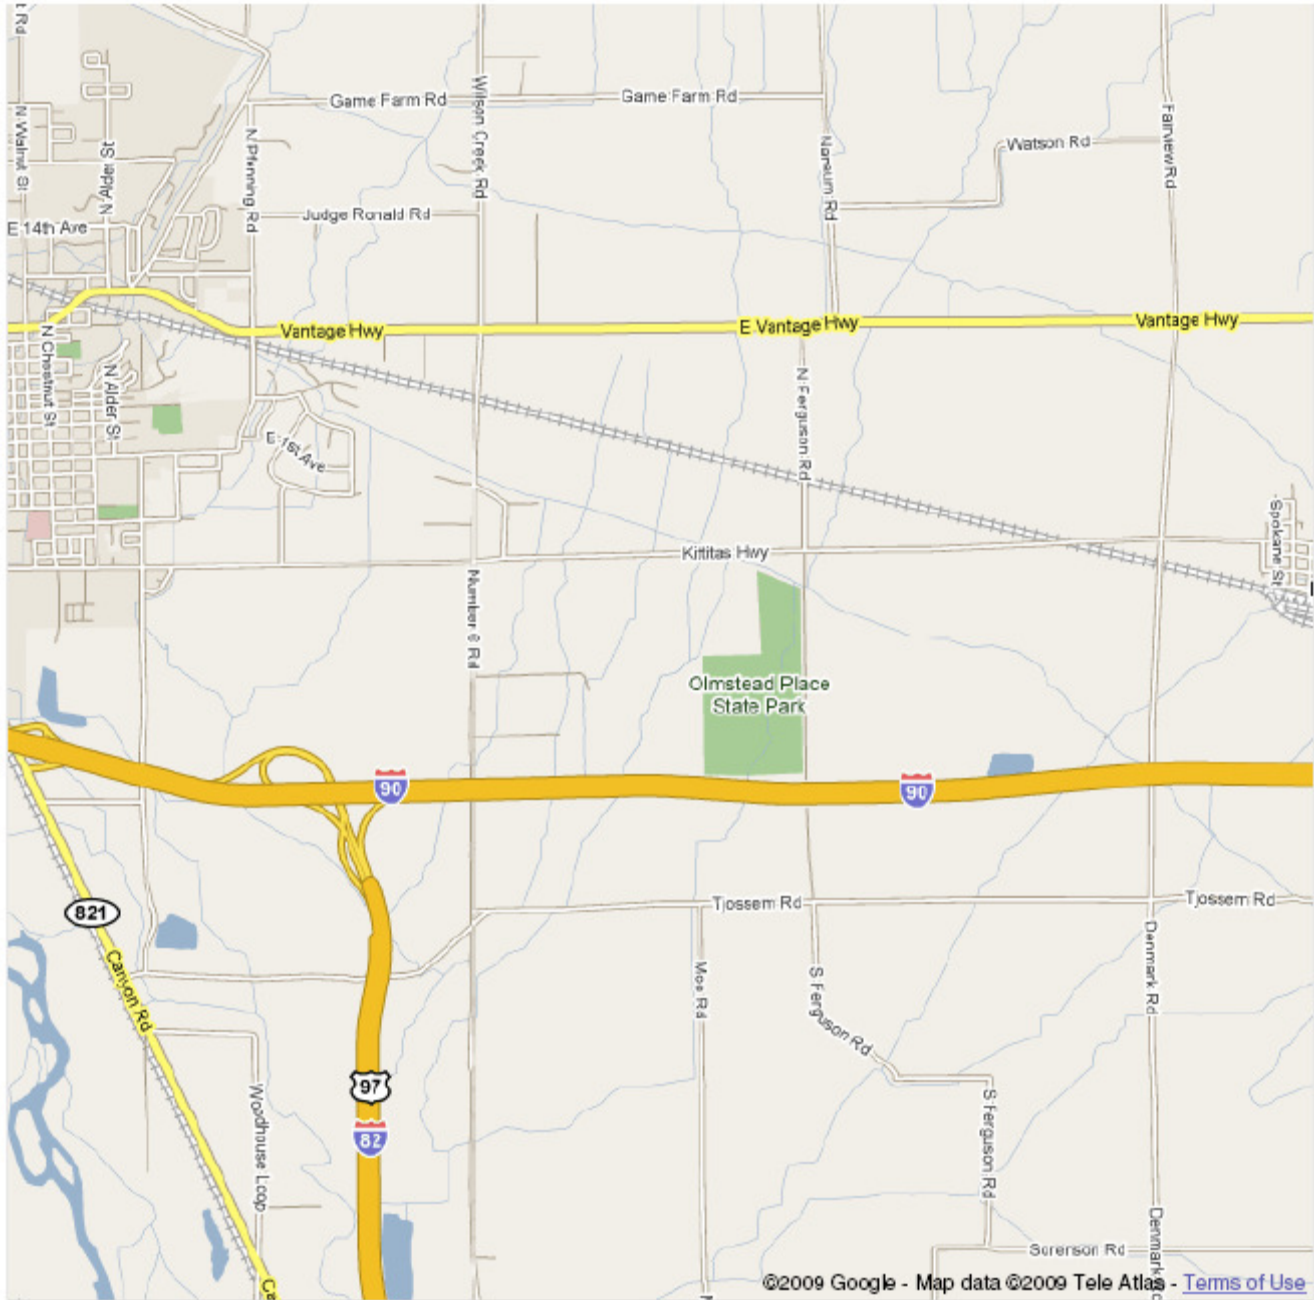 t Rd
Game Farm Rd
Game Farm Rd
Wilson Creek Rd
N Walnut St
N Alder St
N Pfenning Rd
Fairview Rd
Watson Rd
Naneum Rd
Judge Ronald Rd
E 14th Ave
Vantage Hwy
E Vantage Hwy
Vantage Hwy
N Chestnut St
N Alder St
N Ferguson Rd
E 1st Ave
Spokane St
Kittitas Hwy
Number 6 Rd
Olmstead Place
State Park
90
90
821
Tjossem Rd
Tjossem Rd
Canyon Rd
Moe Rd
S Ferguson Rd
Denmark Rd
97
82
Woodhouse Loop
S Ferguson Rd
Denmark Rd
Sorenson Rd
Ca
©2009 Google - Map data ©2009 Tele Atlas - Terms of Use